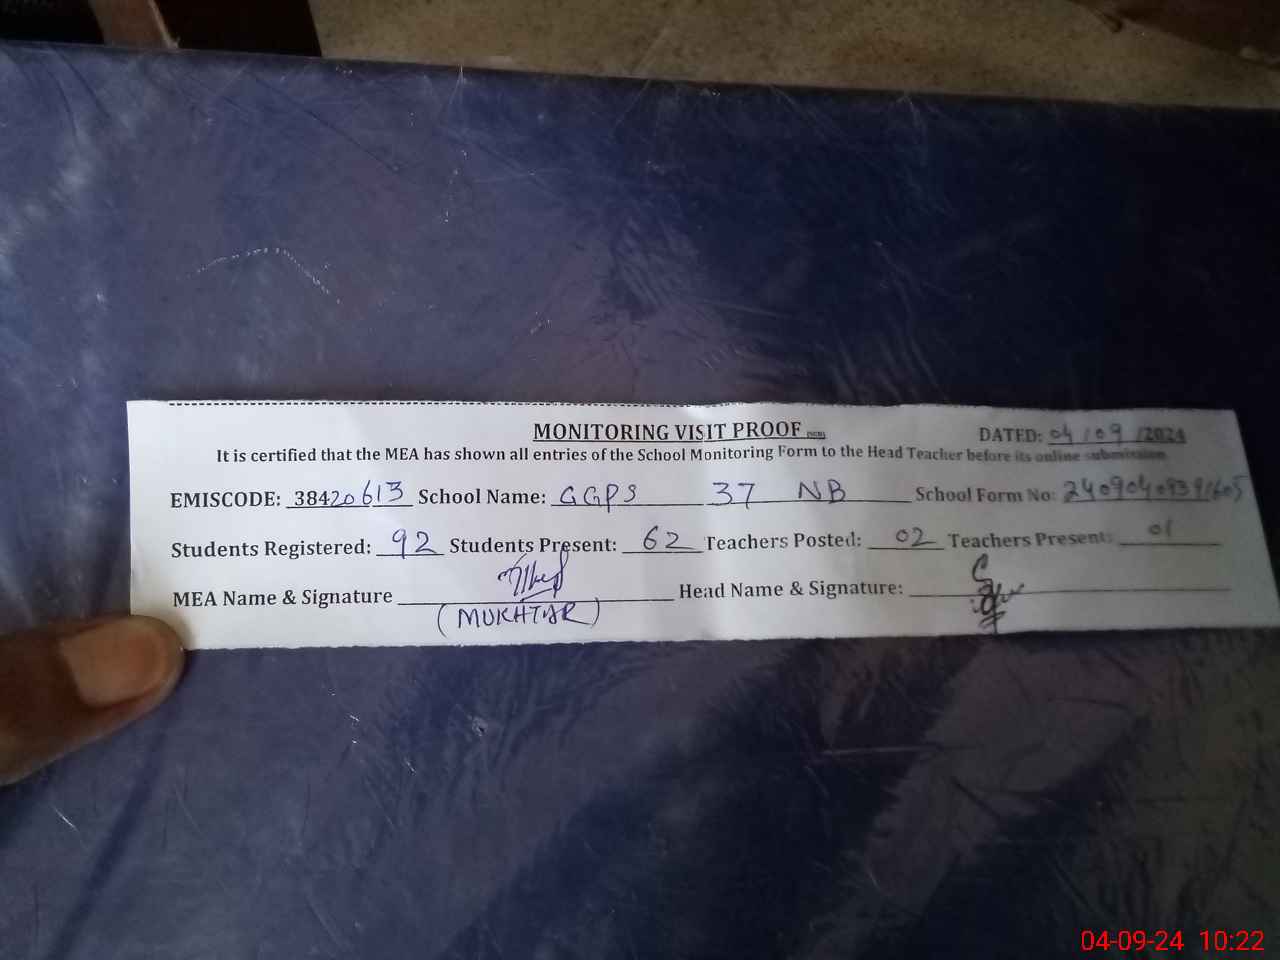 MONITORING VISIT PROOF
DATED: 04/09/2024
It is certified that the MEA has shown all entries of the School Monitoring Form to the Head Teacher before its online submission
EMISCODE: 38420613 School Name: GGPS 37 NB School Form No: 24090409391605
Students Registered: 92 Students Present: 62 Teachers Posted: 02 Teachers Present: 01
MEA Name & Signature Head Name & Signature:
(MUKHTAR)
04-09-24 10:22